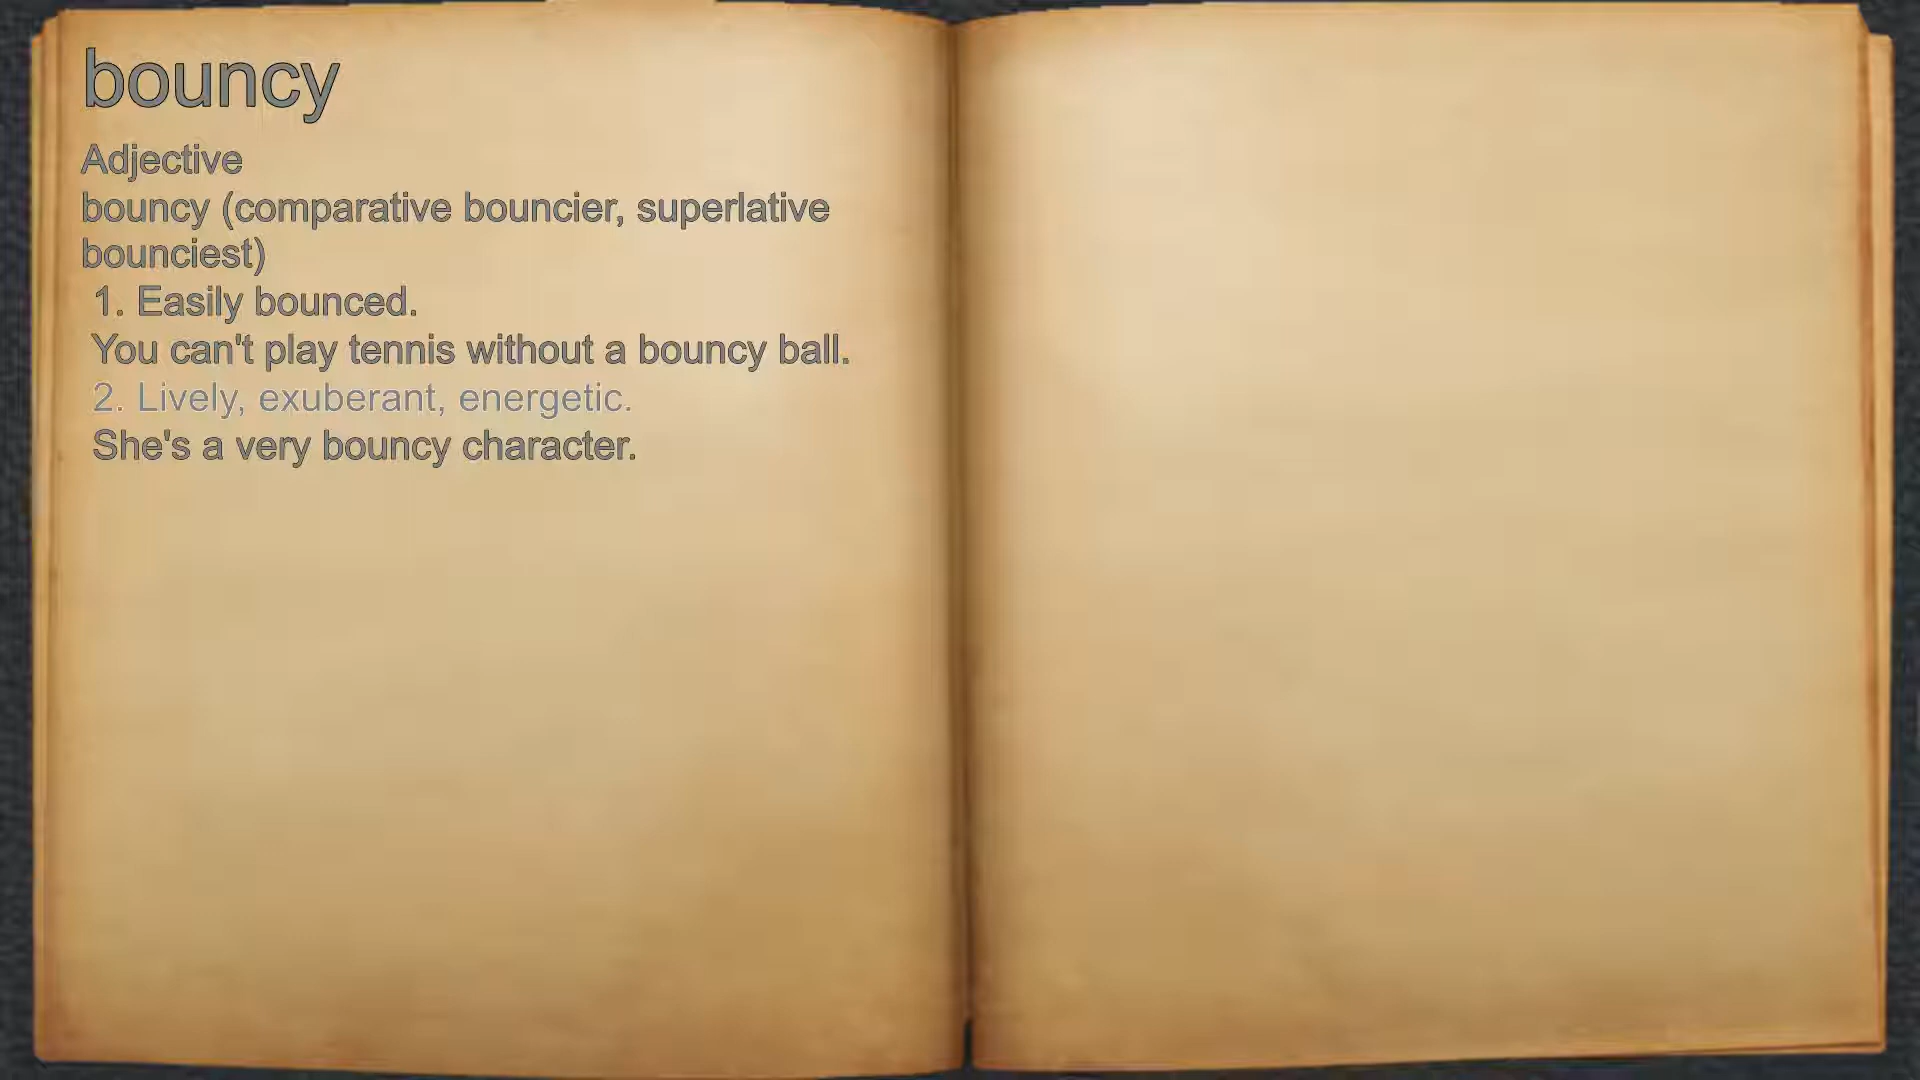 bouncy
Adjective
bouncy (comparative bouncier, superlative
bounciest)
1. Easily bounced.
You can't play tennis without a bouncy ball.
2. Lively, exuberant, energetic.
She's a very bouncy character.